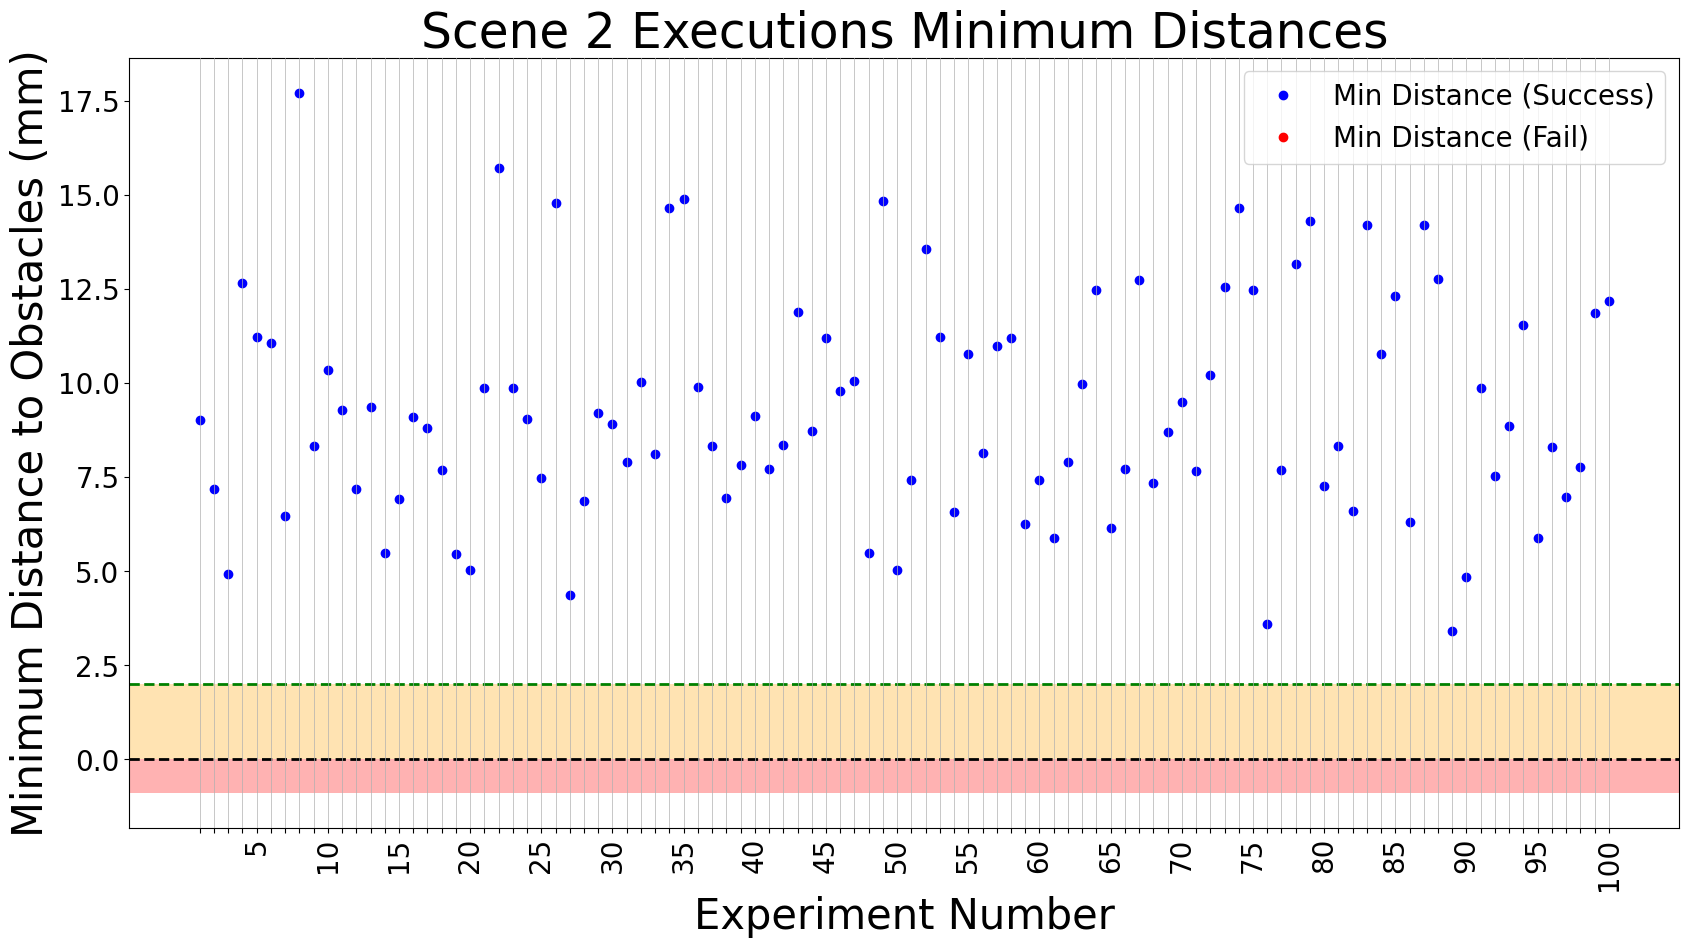 Scene 2 Executions Minimum Distances
Minimum Distance to Obstacles (mm)
17.5
15.0
12.5
10.0
7.5
5.0
2.5
0.0
Min Distance (Success)
Min Distance (Fail)
5 10 15 20 25 30 35 40 45 50 55 60 65 70 75 80 85 90 95 100
Experiment Number